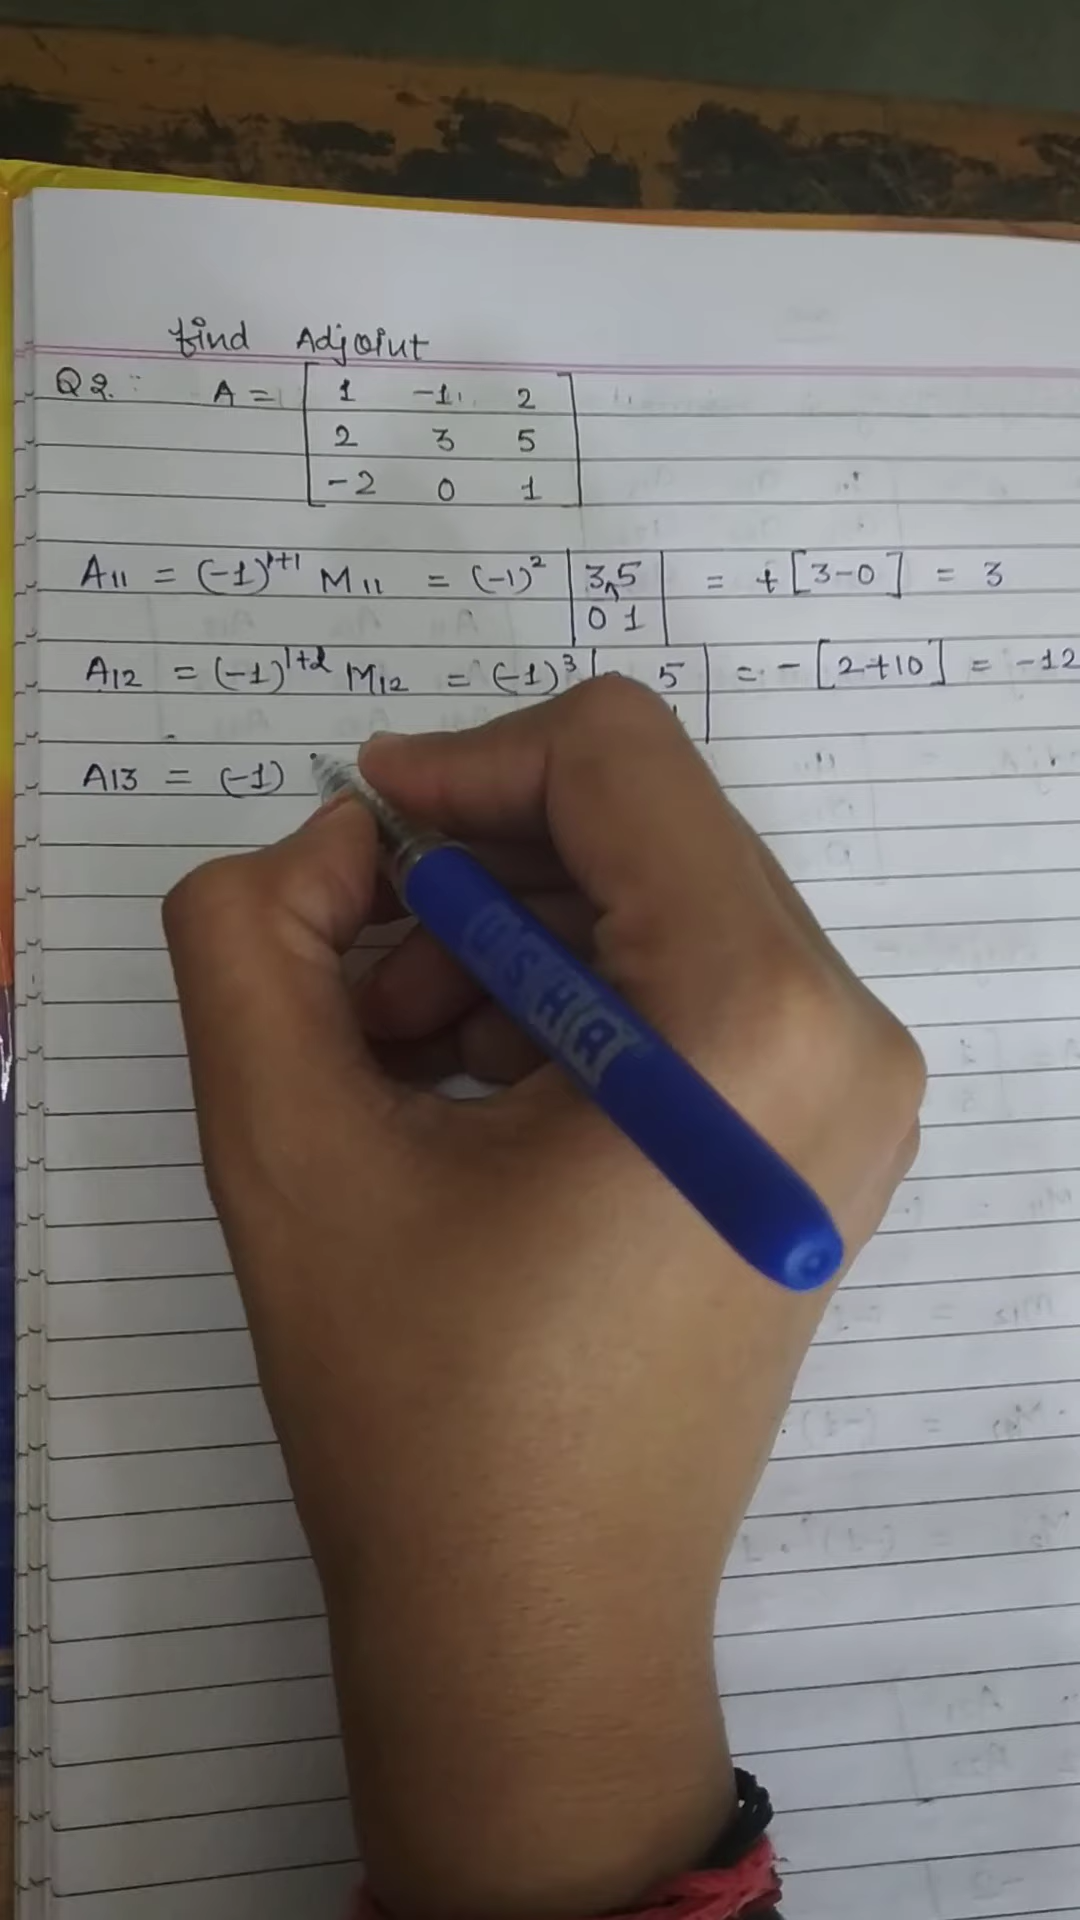 find Adjoint
Q2. A = [ 1 -1 2
2 3 5
-2 0 1 ]
A11 = (-1)^1+1 M11 = (-1)^2 | 3 5 | = + [3-0] = 3
0 1
A12 = (-1)^1+2 M12 = (-1)^3 | 5 | = - [2+10] = -12
A13 = (-1)